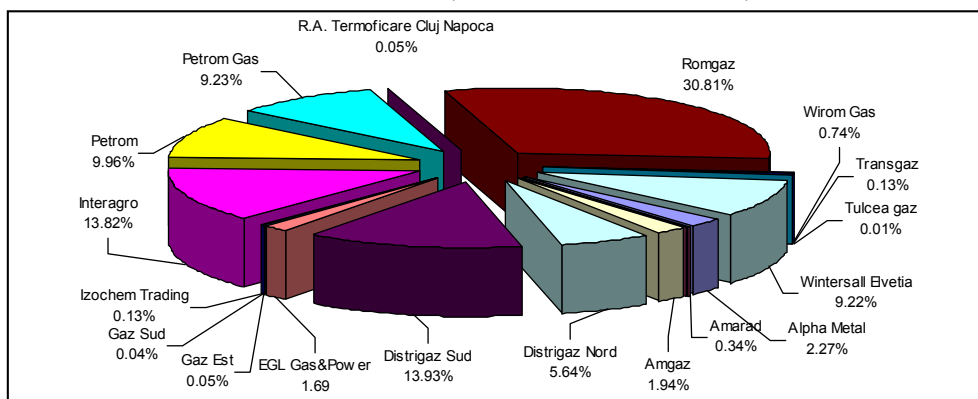 R.A. Termoficare Cluj Napoca
0.05%
Petrom Gas
9.23%
Romgaz
30.81%
Wirom Gas
0.74%
Petrom
9.96%
Transgaz
0.13%
Interagro
13.82%
Tulcea gaz
0.01%
Wintersall Elvetia
9.22%
Izochem Trading
0.13%
Gaz Sud
0.04%
Gaz Est
0.05%
EGL Gas&Power
1.69
Distrigaz Sud
13.93%
Distrigaz Nord
5.64%
Amgaz
1.94%
Amarad
0.34%
Alpha Metal
2.27%